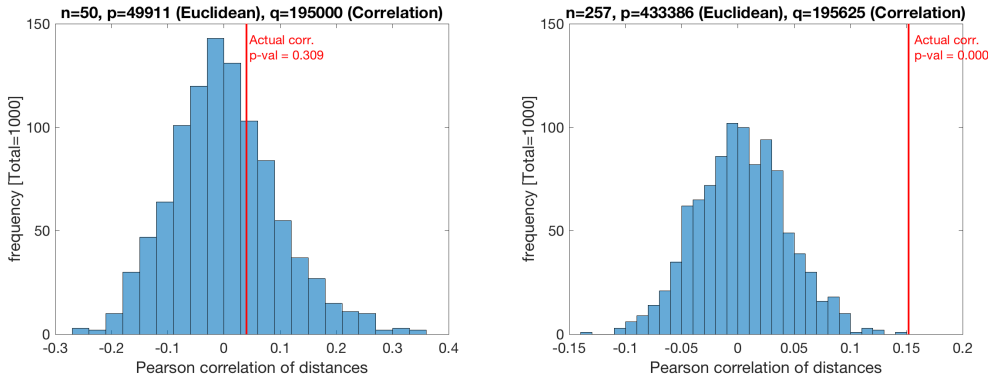 n=50, p=49911 (Euclidean), q=195000 (Correlation)
150
100
50
0
frequency [Total=1000]
Actual corr.
p-val = 0.309
-0.3 -0.2 -0.1 0 0.1 0.2 0.3 0.4
Pearson correlation of distances
n=257, p=433386 (Euclidean), q=195625 (Correlation)
150
100
50
0
frequency [Total=1000]
Actual corr.
p-val = 0.000
-0.15 -0.1 -0.05 0 0.05 0.1 0.15 0.2
Pearson correlation of distances